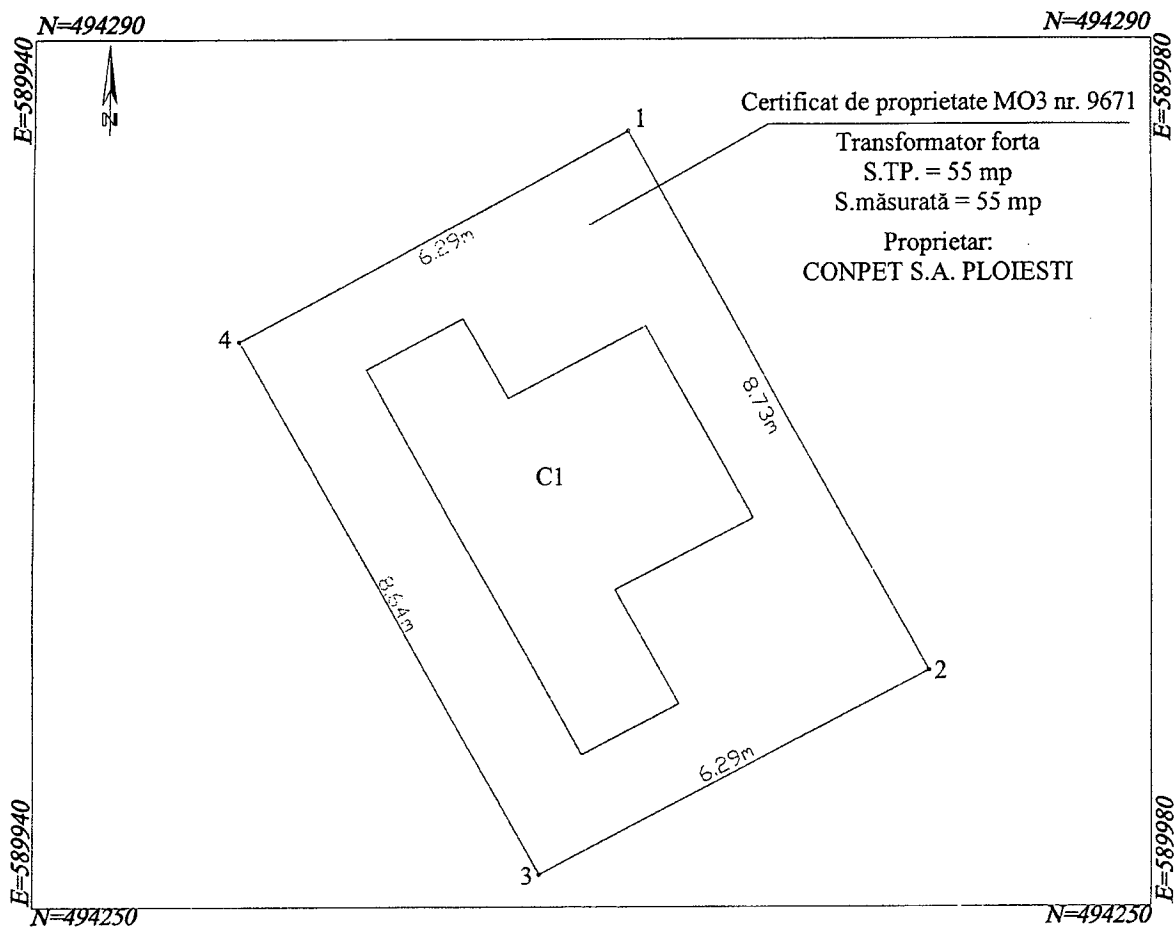 N=494290
N=494290
E=589940
E=589980
N
Certificat de proprietate MO3 nr. 9671
1
Transformator forta
S.TP. = 55 mp
S.măsurată = 55 mp
Proprietar:
CONPET S.A. PLOIESTI
6.29m
4
8.73m
C1
8.64m
2
6.29m
3
E=589940
E=589980
N=494250
N=494250